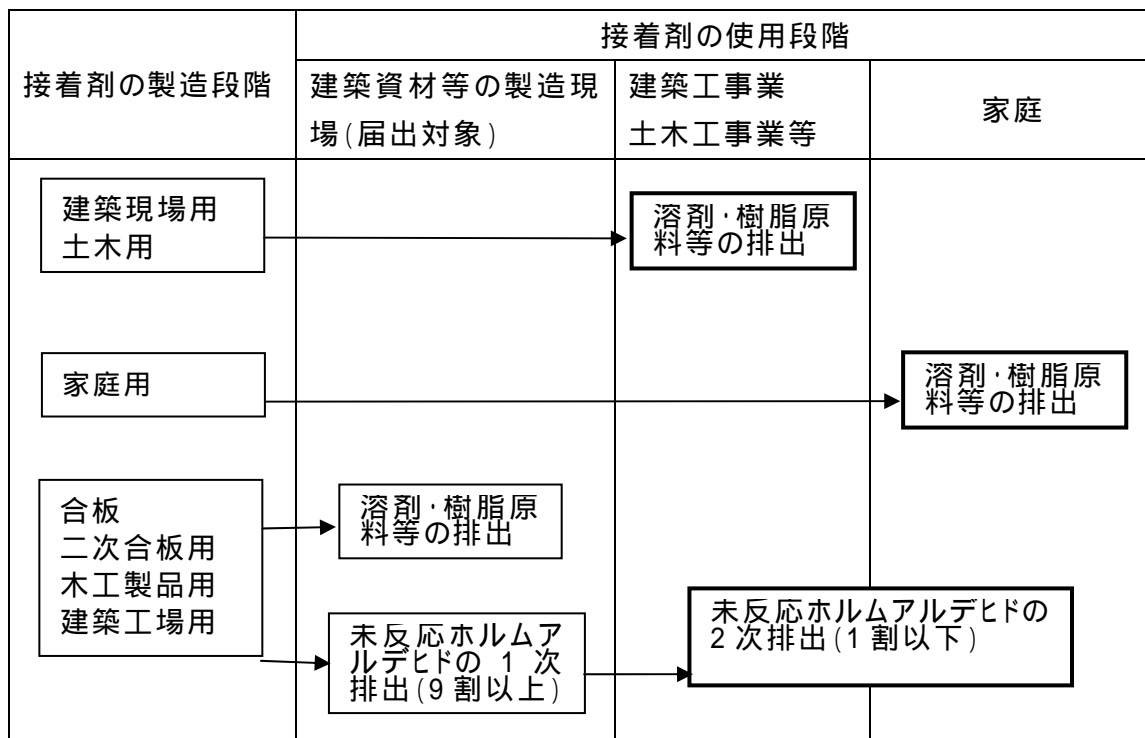 接着剤の製造段階
接着剤の使用段階
建築資材等の製造現
場(届出対象)
建築工事業
土木工事業等
家庭
建築現場用
土木用
溶剤・樹脂原
料等の排出
家庭用
溶剤・樹脂原
料等の排出
合板
二次合板用
木工製品用
建築工場用
溶剤・樹脂原
料等の排出
未反応ホルムア
ルデヒドの 1 次
排出(9割以上)
未反応ホルムアルデヒドの
2次排出(1割以下)